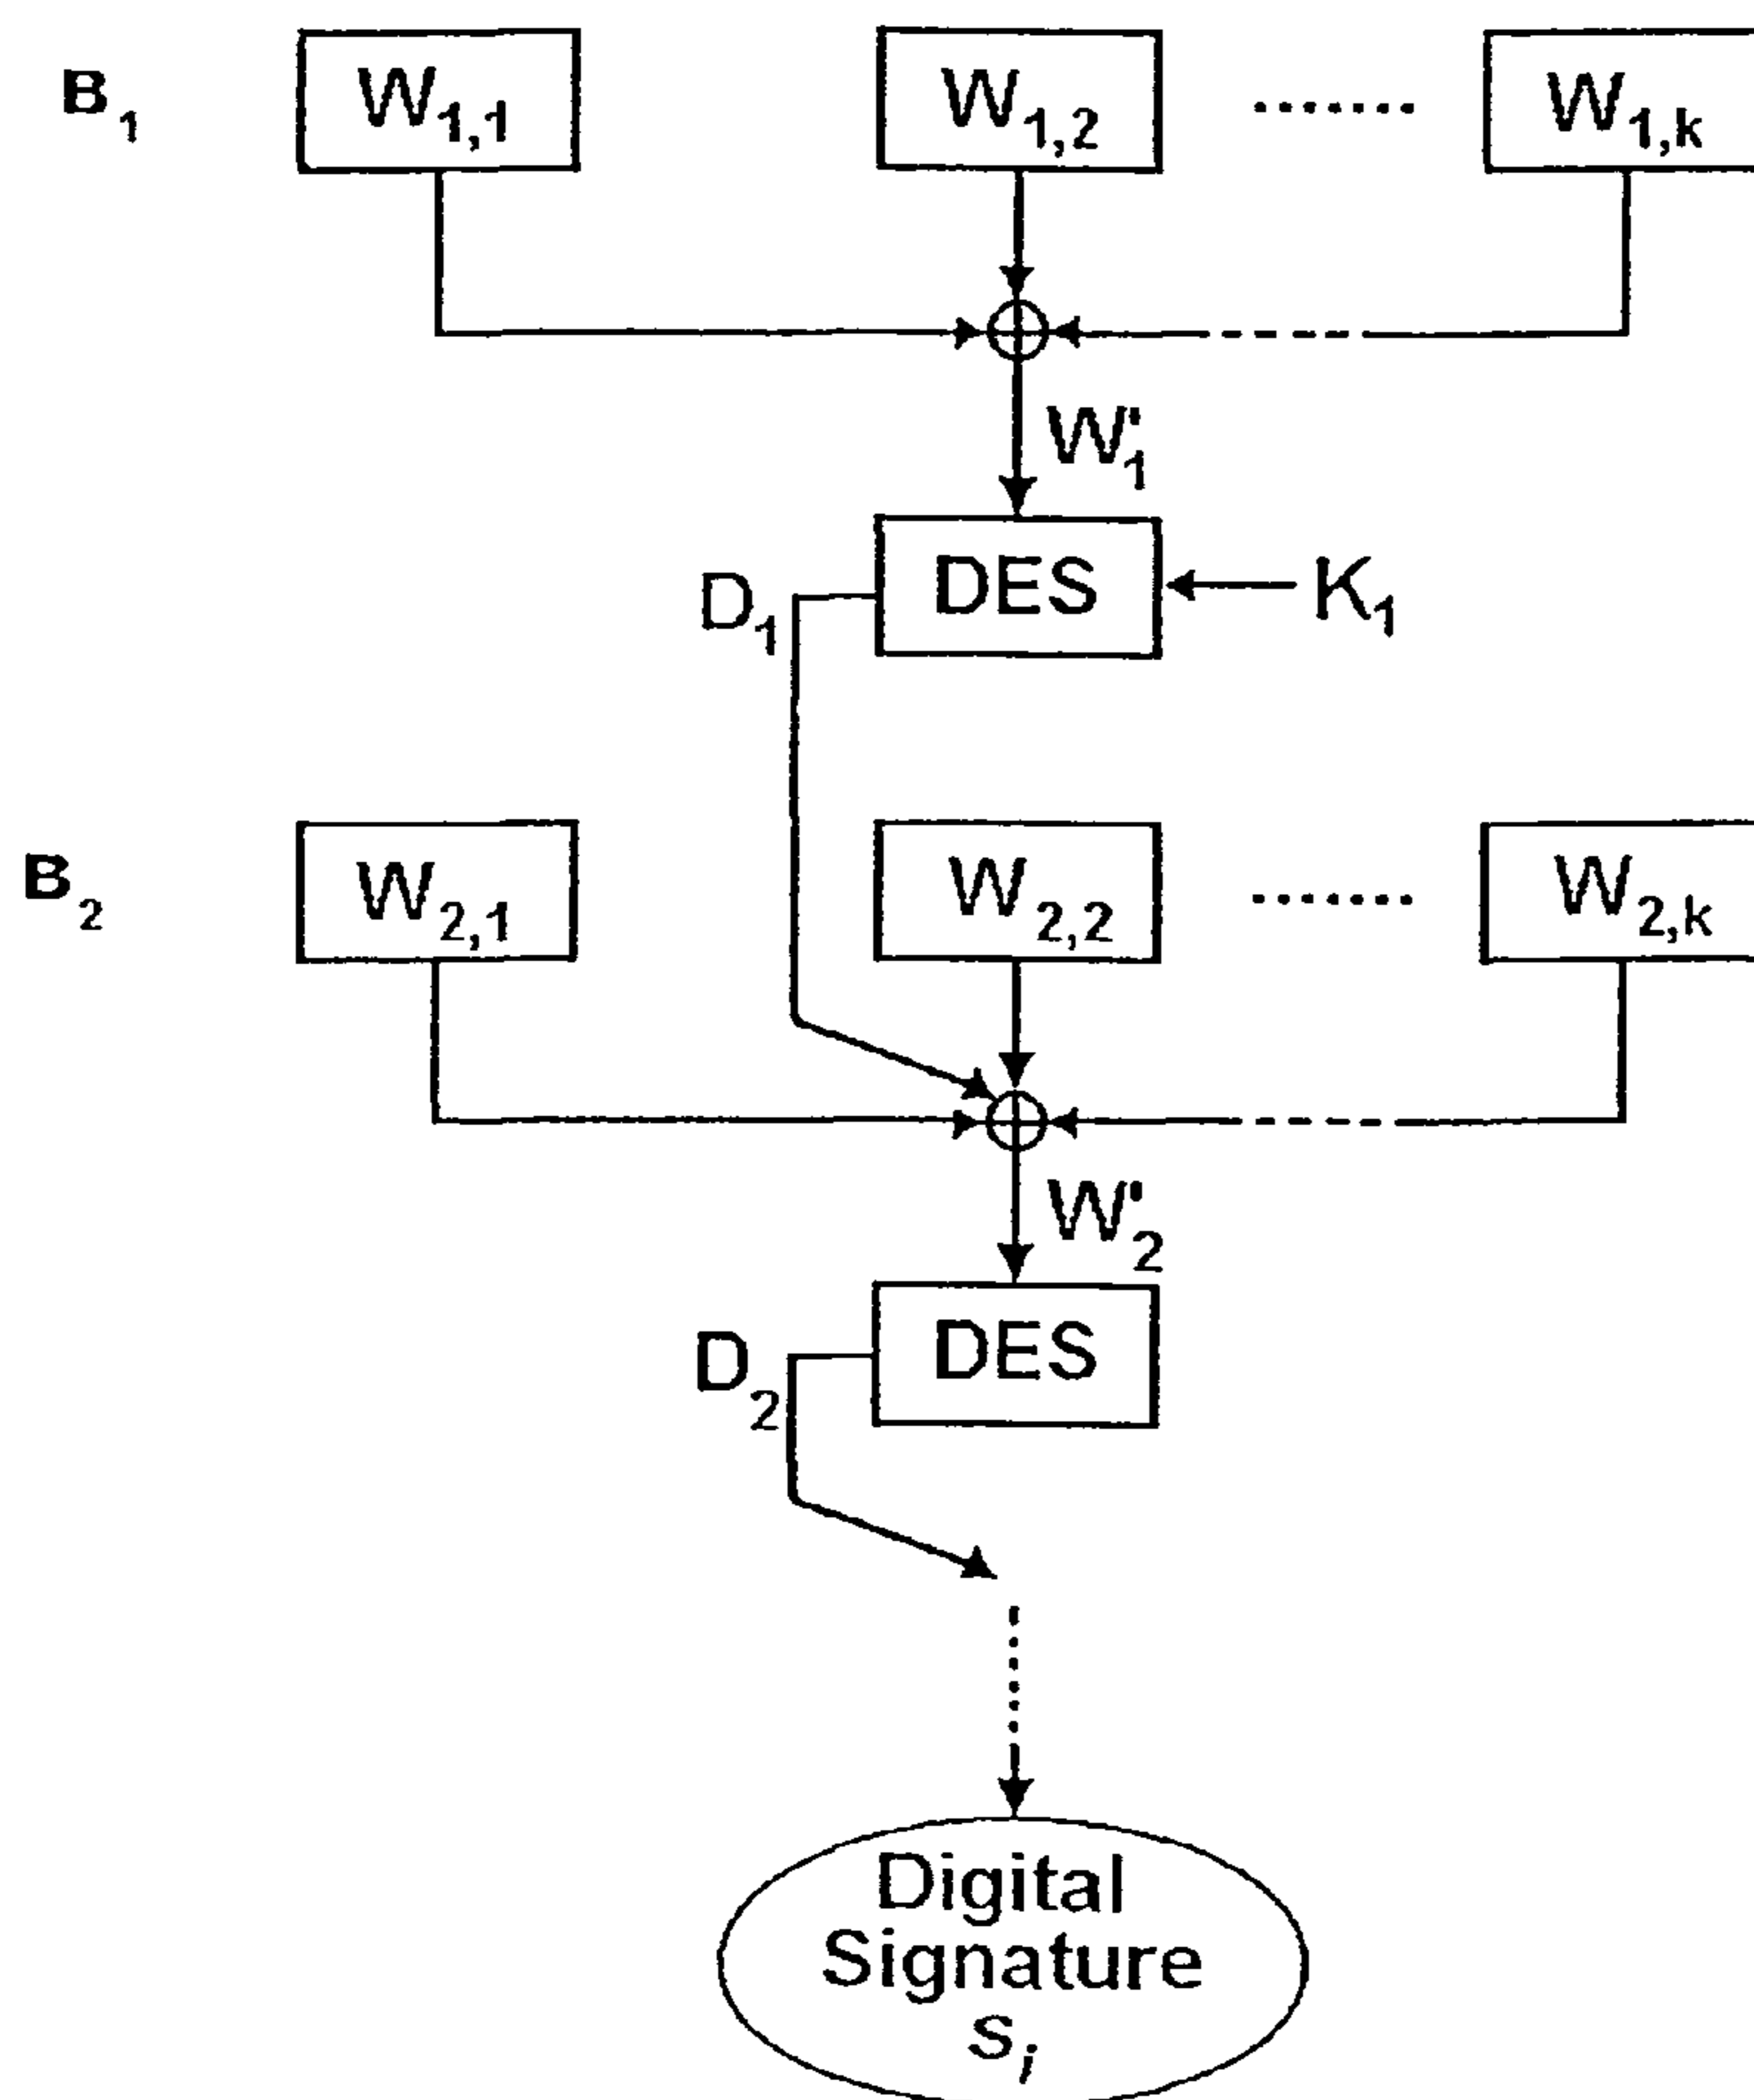 B1 W1,1 W1,2 ....... W1,k
W'1
D1 DES K1
B2 W2,1 W2,2 ....... W2,k
W'2
D2 DES
Digital
Signature
Si